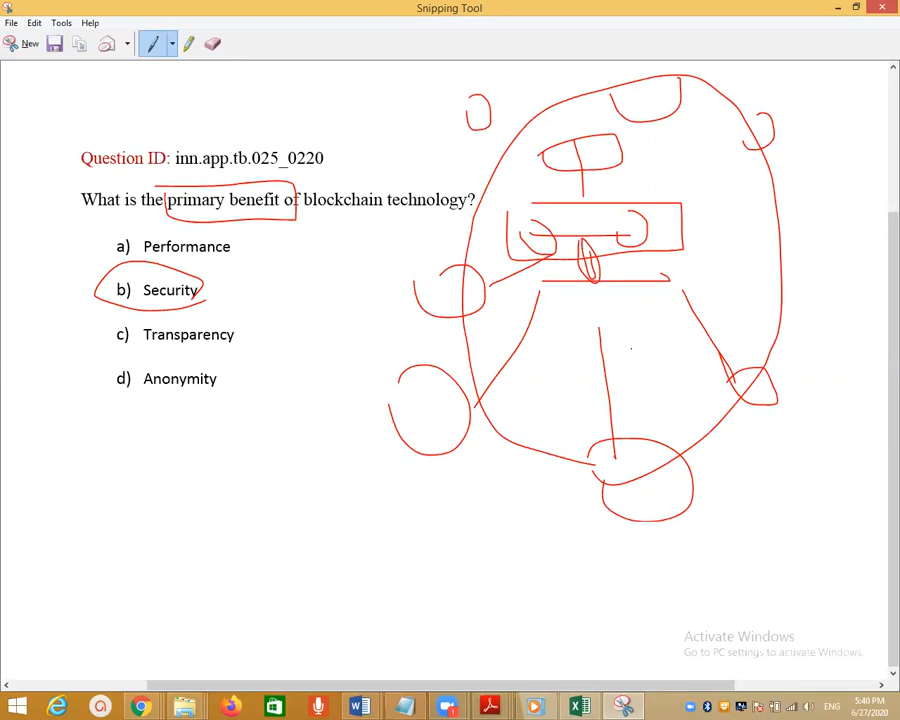 Snipping Tool
File Edit Tools Help
New
Question ID: inn.app.tb.025_0220
What is the primary benefit of blockchain technology?
a) Performance
b) Security
c) Transparency
d) Anonymity
Activate Windows
Go to PC settings to activate Windows.
ENG
5:40 PM
6/27/2020